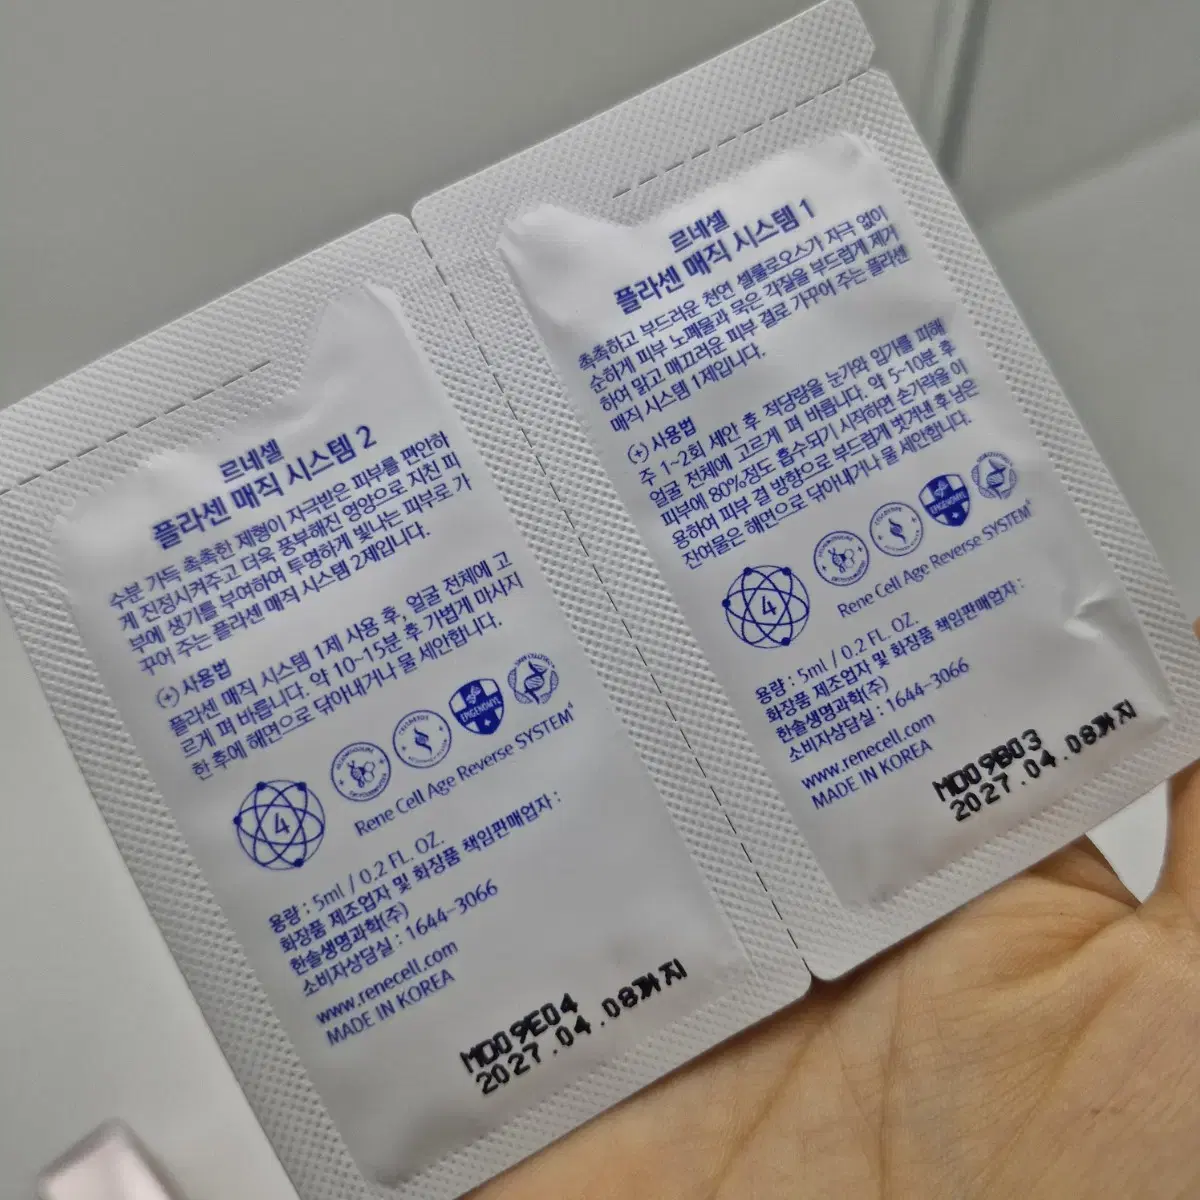 르네셀
플라센 매직 시스템 2
수분 가득 촉촉한 제형이 자극받은 피부를 편안하
게 진정시켜주고 더욱 풍부해진 영양으로 지친 피
부에 생기를 부여하여 투명하게 빛나는 피부로 가
꾸어 주는 플라센 매직 시스템 2제입니다.
(+) 사용법
플라센 매직 시스템 1제 사용 후, 얼굴 전체에 고
르게 펴 바릅니다. 약 10~15분 후 가볍게 마사지
한 후에 해면으로 닦아내거나 물 세안합니다.
EPIGENOMYL
4
Rene Cell Age Reverse SYSTEM⁴
용량 : 5ml / 0.2 FL. OZ.
화장품 제조업자 및 화장품 책임판매업자 :
한솔생명과학(주)
소비자상담실 : 1644-3066
www.renecell.com
MADE IN KOREA
MD09E04
2027.04.08까지
르네셀
플라센 매직 시스템 1
촉촉하고 부드러운 천연 셀룰로오스가 자극 없이
순하게 피부 노폐물과 묵은 각질을 부드럽게 제거
하여 맑고 매끄러운 피부 결로 가꾸어 주는 플라센
매직 시스템 1제입니다.
(+) 사용법
주 1~2회 세안 후 적당량을 눈가와 입가를 피해
얼굴 전체에 고르게 펴 바릅니다. 약 5~10분 후
피부에 80%정도 흡수되기 시작하면 손가락을 이
용하여 피부 결 방향으로 부드럽게 벗겨낸 후 남은
잔여물은 해면으로 닦아내거나 물 세안합니다.
EPIGENOMYL
4
Rene Cell Age Reverse SYSTEM⁴
용량 : 5ml / 0.2 FL. OZ.
화장품 제조업자 및 화장품 책임판매업자 :
한솔생명과학(주)
소비자상담실 : 1644-3066
www.renecell.com
MADE IN KOREA
MD09B03
2027.04.08까지